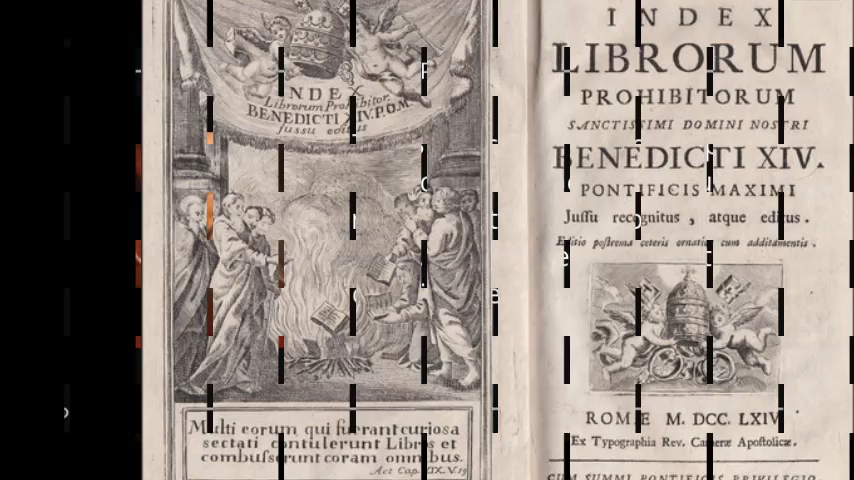 INDEX
Librorum Prohibitor.
BENEDICTI XIV.P.O.M
Jussu editus
Multi eorum, qui fuerant curiosa
sectati contulerunt Libros et
combusserunt coram omnibus.
Act Cap. XIX.V.19
INDEX
LIBRORUM
PROHIBITORUM
SANCTISSIMI DOMINI NOSTRI
BENEDICTI XIV.
PONTIFICIS MAXIMI
Jussu recognitus, atque editus.
Editio postrema ceteris ornatior cum additamentis.
ROMÆ M. DCC. LXIV
Ex Typographia Rev. Cameræ Apostolicæ.
CUM SUMMI PONTIFICIS PRIVILEGIO